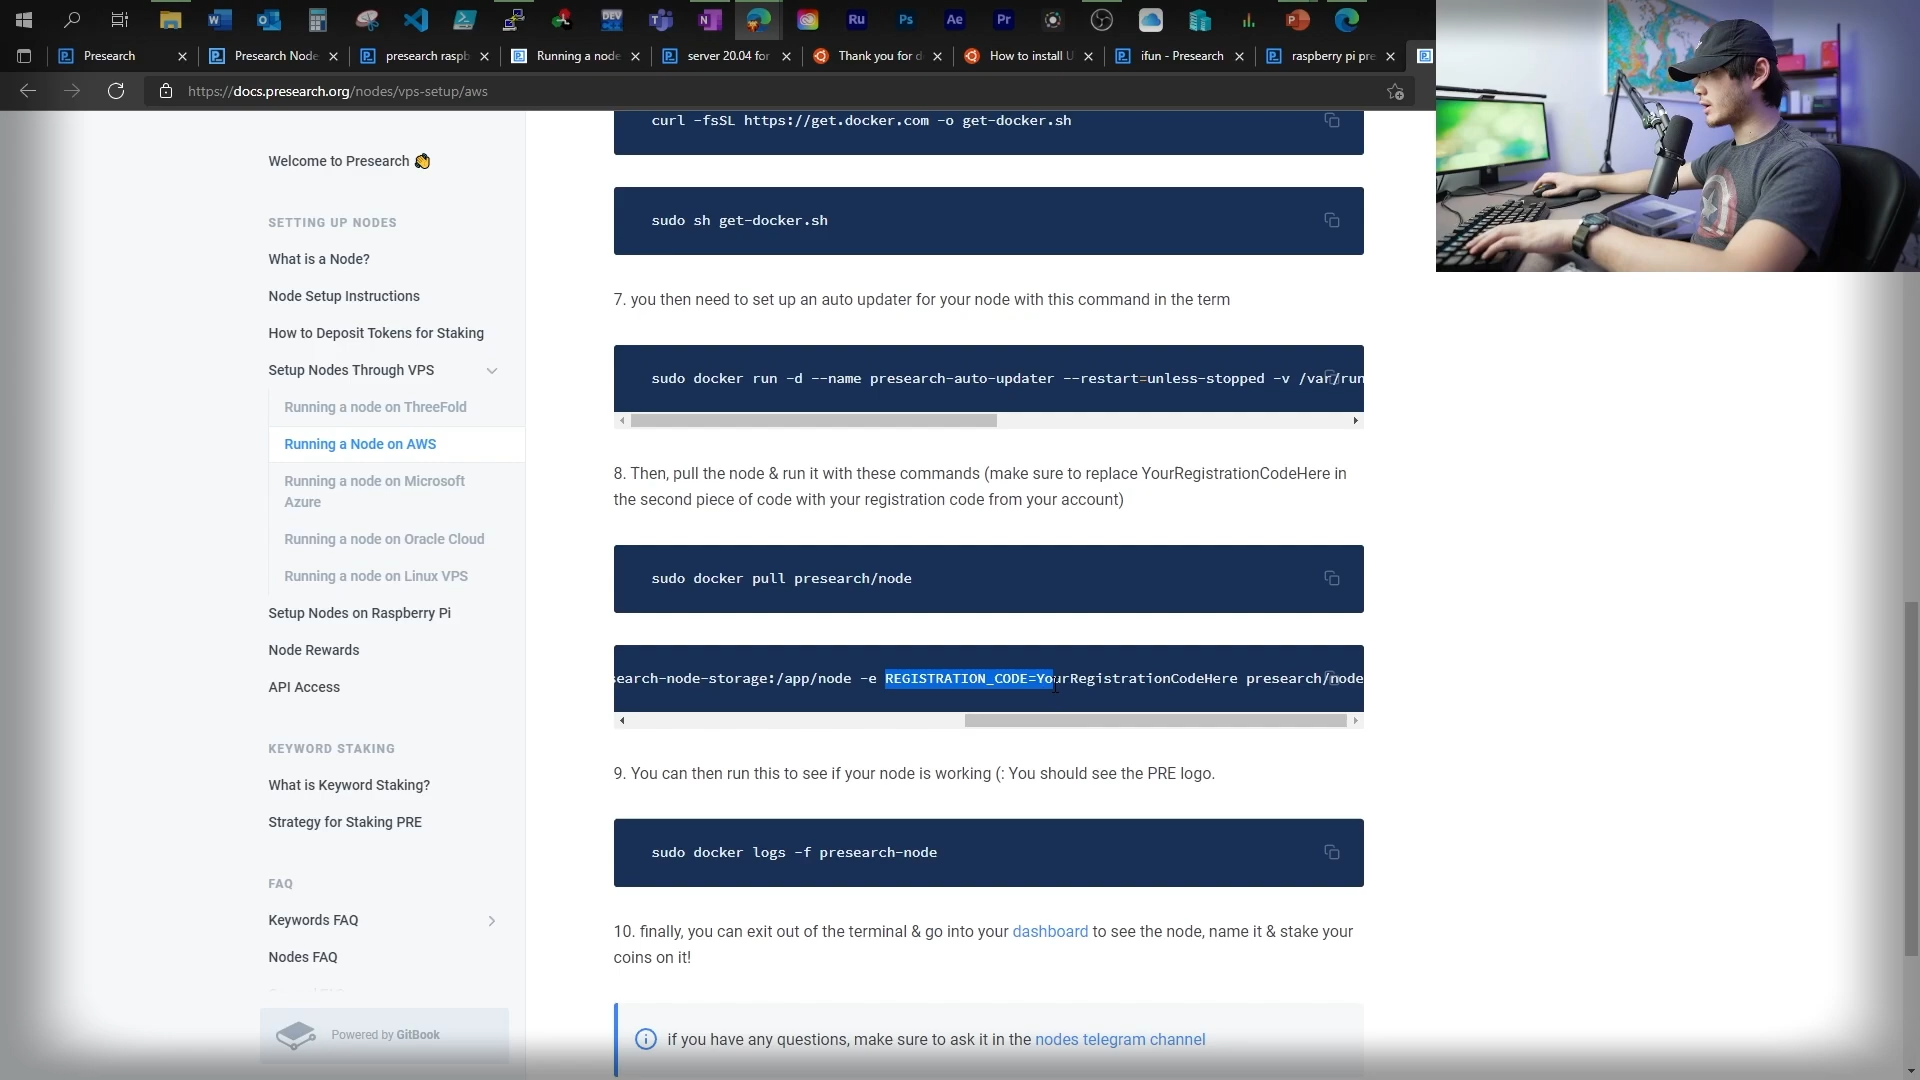 Presearch
Presearch Node
presearch raspb
Running a node
server 20.04 for
Thank you for d
How to install U
ifun - Presearch
raspberry pi pre
https://docs.presearch.org/nodes/vps-setup/aws
Welcome to Presearch
SETTING UP NODES
What is a Node?
Node Setup Instructions
How to Deposit Tokens for Staking
Setup Nodes Through VPS
Running a node on ThreeFold
Running a Node on AWS
Running a node on Microsoft
Azure
Running a node on Oracle Cloud
Running a node on Linux VPS
Setup Nodes on Raspberry Pi
Node Rewards
API Access
KEYWORD STAKING
What is Keyword Staking?
Strategy for Staking PRE
FAQ
Keywords FAQ
Nodes FAQ
Powered by GitBook
curl -fsSL https://get.docker.com -o get-docker.sh
sudo sh get-docker.sh
7. you then need to set up an auto updater for your node with this command in the term
sudo docker run -d --name presearch-auto-updater --restart=unless-stopped -v /var/run
8. Then, pull the node & run it with these commands (make sure to replace YourRegistrationCodeHere in
the second piece of code with your registration code from your account)
sudo docker pull presearch/node
search-node-storage:/app/node -e REGISTRATION_CODE=YourRegistrationCodeHere presearch/node
9. You can then run this to see if your node is working (: You should see the PRE logo.
sudo docker logs -f presearch-node
10. finally, you can exit out of the terminal & go into your dashboard to see the node, name it & stake your
coins on it!
if you have any questions, make sure to ask it in the nodes telegram channel
Ru
Ps
Ae
Pr
DEV